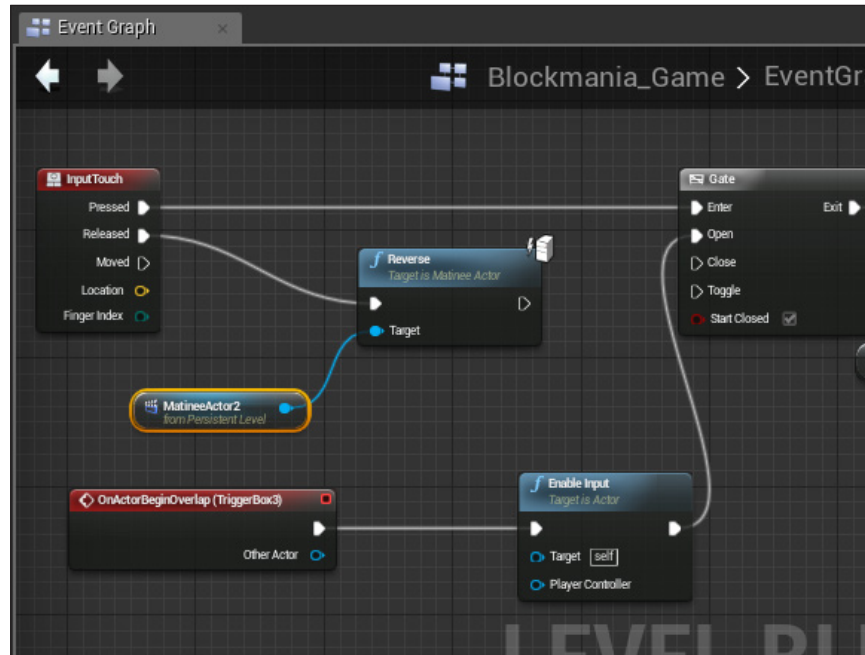 Event Graph
Blockmania_Game > EventGr
InputTouch
Pressed
Released
Moved
Location
Finger Index
Reverse
Target is Matinee Actor
Target
Gate
Enter
Exit
Open
Close
Toggle
Start Closed
MatineeActor2
from Persistent Level
OnActorBeginOverlap (TriggerBox3)
Other Actor
Enable Input
Target is Actor
Target self
Player Controller